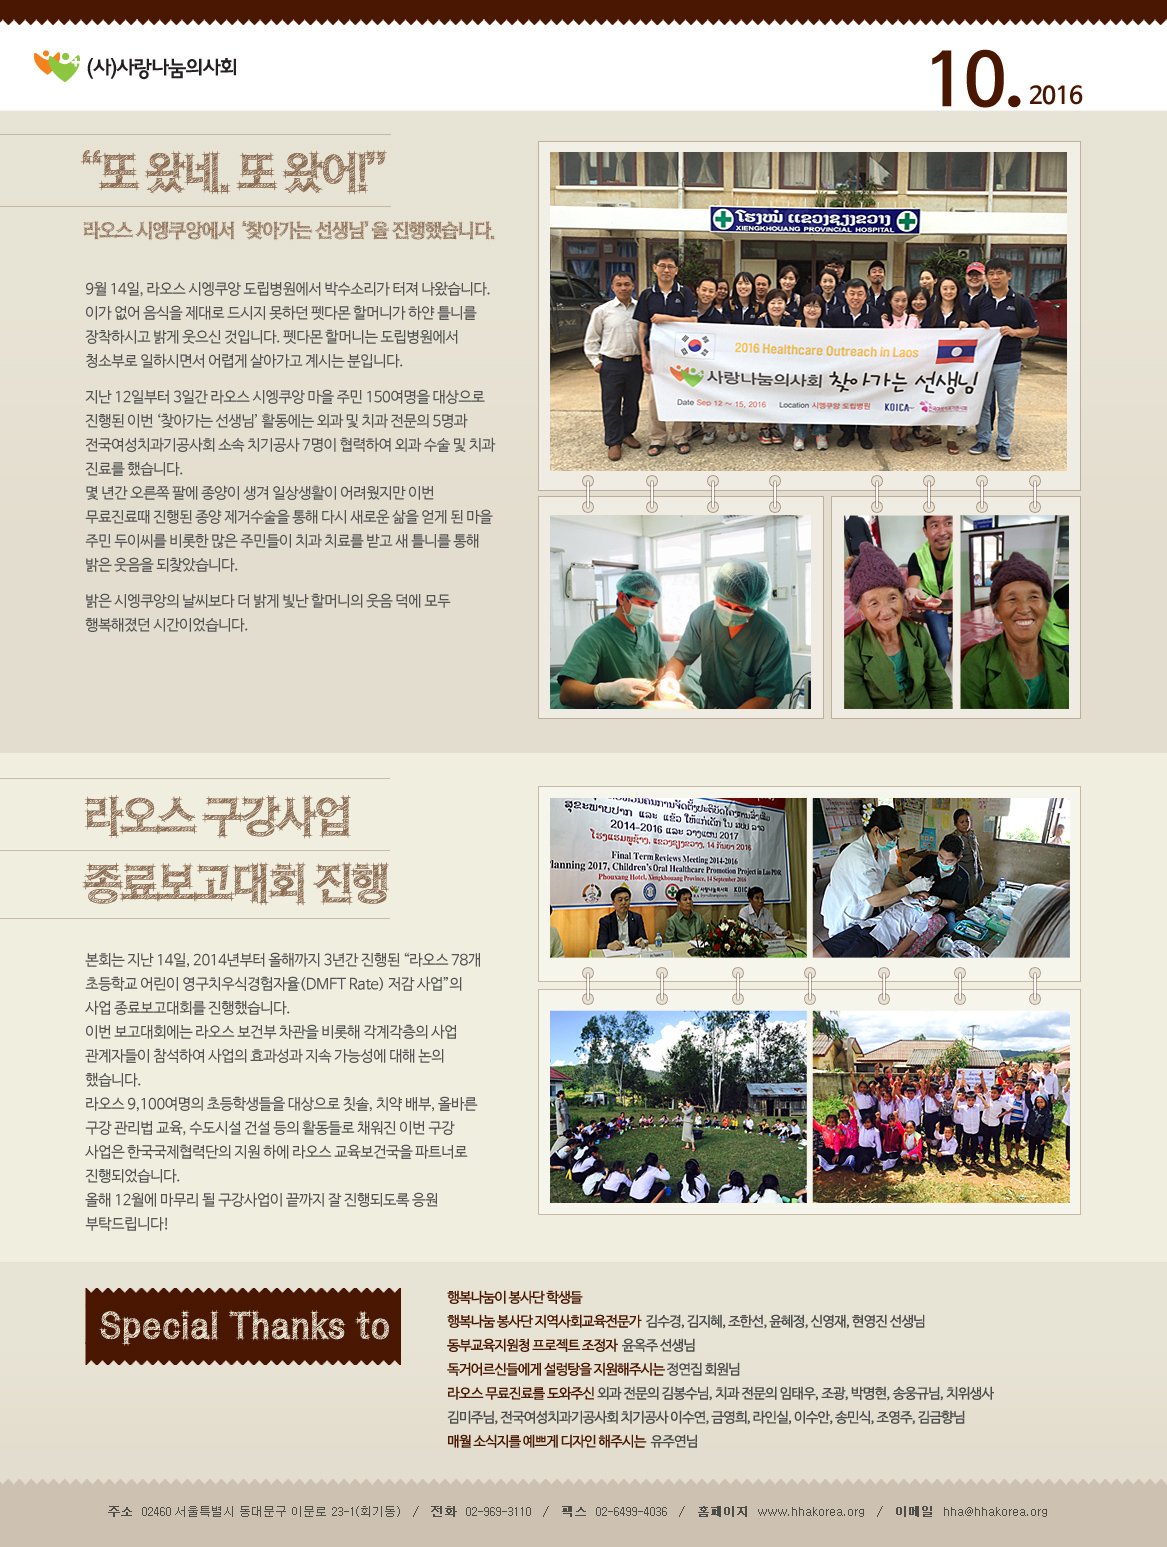 (사)사랑나눔의사회
10. 2016
“또 왔네, 또 왔어!”
라오스 시엥쿠앙에서 ‘찾아가는 선생님’ 을 진행했습니다.
9월 14일, 라오스 시엥쿠앙 도립병원에서 박수소리가 터져 나왔습니다.
이가 없어 음식을 제대로 드시지 못하던 펫다몬 할머니가 하얀 틀니를
장착하시고 밝게 웃으신 것입니다. 펫다몬 할머니는 도립병원에서
청소부로 일하시면서 어렵게 살아가고 계시는 분입니다.
지난 12일부터 3일간 라오스 시엥쿠앙 마을 주민 150여명을 대상으로
진행된 이번 ‘찾아가는 선생님’ 활동에는 외과 및 치과 전문의 5명과
전국여성치과기공사회 소속 치기공사 7명이 협력하여 외과 수술 및 치과
진료를 했습니다.
몇 년간 오른쪽 팔에 종양이 생겨 일상생활이 어려웠지만 이번
무료진료때 진행된 종양 제거수술을 통해 다시 새로운 삶을 얻게 된 마을
주민 두이씨를 비롯한 많은 주민들이 치과 치료를 받고 새 틀니를 통해
밝은 웃음을 되찾았습니다.
밝은 시엥쿠앙의 날씨보다 더 밝게 빛난 할머니의 웃음 덕에 모두
행복해졌던 시간이었습니다.
ໂຮງໝໍ ແຂວງຊຽງຂວາງ
XIENGKHOUANG PROVINCIAL HOSPITAL
2016 Healthcare Outreach in Laos
사랑나눔의사회 찾아가는 선생님
Date Sep 12 ~ 15, 2016 Location 시엥쿠앙 도립병원 KOICA
라오스 구강사업
종료보고대회 진행
본회는 지난 14일, 2014년부터 올해까지 3년간 진행된 “라오스 78개
초등학교 어린이 영구치우식경험자율(DMFT Rate) 저감 사업”의
사업 종료보고대회를 진행했습니다.
이번 보고대회에는 라오스 보건부 차관을 비롯해 각계각층의 사업
관계자들이 참석하여 사업의 효과성과 지속 가능성에 대해 논의
했습니다.
라오스 9,100여명의 초등학생들을 대상으로 칫솔, 치약 배부, 올바른
구강 관리법 교육, 수도시설 건설 등의 활동들로 채워진 이번 구강
사업은 한국국제협력단의 지원 하에 라오스 교육보건국을 파트너로
진행되었습니다.
올해 12월에 마무리 될 구강사업이 끝까지 잘 진행되도록 응원
부탁드립니다!
2014-2016 ແລະ ວາງແຜນ 2017
Final Term Reviews Meeting 2014-2016
Planning 2017, Children's Oral Healthcare Promotion Project in Lao PDR
Phouxang Hotel, Xiengkhouang Province, 14 September 2016
사랑나눔의사회 KOICA
Special Thanks to
행복나눔이 봉사단 학생들
행복나눔 봉사단 지역사회교육전문가 김수경, 김지혜, 조한선, 윤혜정, 신영재, 현영진 선생님
동부교육지원청 프로젝트 조정자 윤옥주 선생님
독거어르신들에게 설렁탕을 지원해주시는 정연집 회원님
라오스 무료진료를 도와주신 외과 전문의 김봉수님, 치과 전문의 임태우, 조광, 박명현, 송웅규님, 치위생사
김미주님, 전국여성치과기공사회 치기공사 이수연, 금영희, 라인실, 이수안, 송민식, 조영주, 김금향님
매월 소식지를 예쁘게 디자인 해주시는 유주연님
주소 02460 서울특별시 동대문구 이문로 23-1(회기동) / 전화 02-969-3110 / 팩스 02-6499-4036 / 홈페이지 www.hhakorea.org / 이메일 hha@hhakorea.org